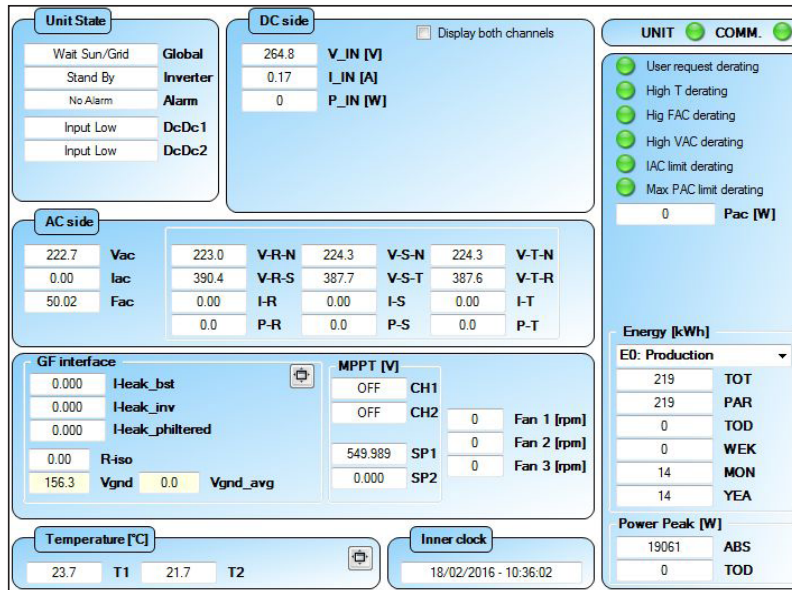 Unit State
Wait Sun/Grid Global
Stand By Inverter
No Alarm Alarm
Input Low DcDc1
Input Low DcDc2
DC side
Display both channels
264.8 V_IN [V]
0.17 I_IN [A]
0 P_IN [W]
UNIT COMM.
User request derating
High T derating
Hig FAC derating
High VAC derating
IAC limit derating
Max PAC limit derating
0 Pac [W]
AC side
222.7 Vac 223.0 V-R-N 224.3 V-S-N 224.3 V-T-N
0.00 Iac 390.4 V-R-S 387.7 V-S-T 387.6 V-T-R
50.02 Fac 0.00 I-R 0.00 I-S 0.00 I-T
0.0 P-R 0.0 P-S 0.0 P-T
GF interface
0.000 I-leak_bst
0.000 I-leak_inv
0.000 I-leak_philtered
0.00 R-iso
156.3 Vgnd 0.0 Vgnd_avg
MPPT [V]
OFF CH1
OFF CH2
549.989 SP1
0.000 SP2
0 Fan 1 [rpm]
0 Fan 2 [rpm]
0 Fan 3 [rpm]
Energy [kWh]
E0: Production
219 TOT
219 PAR
0 TOD
0 WEK
14 MON
14 YEA
Power Peak [W]
19061 ABS
0 TOD
Temperature [°C]
23.7 T1 21.7 T2
Inner clock
18/02/2016 - 10:36:02